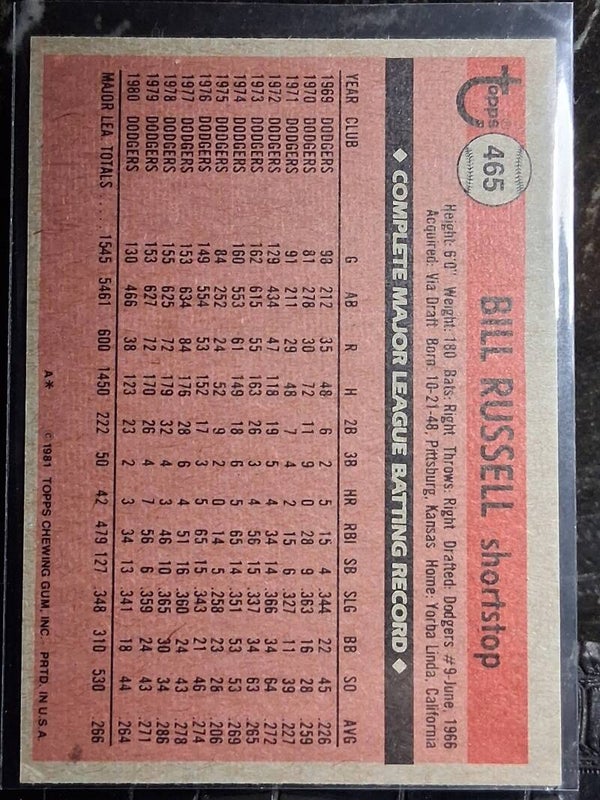 Topps
465
BILL RUSSELL shortstop
Height: 6'0" Weight: 180 Bats: Right Throws: Right Drafted: Dodgers #9-June, 1966
Acquired: Via Draft Born: 10-21-48, Pittsburg, Kansas Home: Yorba Linda, California
◆ COMPLETE MAJOR LEAGUE BATTING RECORD ◆
YEAR CLUB G AB R H 2B 3B HR RBI SB SLG BB SO AVG
1969 DODGERS 98 212 35 48 6 2 5 15 4 .344 22 45 .226
1970 DODGERS 81 278 30 72 11 9 0 28 9 .363 16 28 .259
1971 DODGERS 91 211 29 48 7 4 2 15 6 .327 11 39 .227
1972 DODGERS 129 434 47 118 19 5 4 34 14 .366 34 64 .272
1973 DODGERS 162 615 55 163 26 3 4 56 15 .337 34 63 .265
1974 DODGERS 160 553 61 149 18 6 5 65 14 .351 53 53 .269
1975 DODGERS 84 252 24 52 9 2 0 14 5 .258 23 28 .206
1976 DODGERS 149 554 53 152 17 3 5 65 15 .343 21 46 .274
1977 DODGERS 153 634 84 176 28 6 4 51 16 .360 24 43 .278
1978 DODGERS 155 625 72 179 32 4 3 46 10 .365 30 34 .286
1979 DODGERS 153 627 72 170 26 4 7 56 6 .359 24 43 .271
1980 DODGERS 130 466 38 123 23 2 3 34 13 .341 18 44 .264
MAJOR LEA. TOTALS .... 1545 5461 600 1450 222 50 42 479 127 .348 310 530 .266
A* © 1981 TOPPS CHEWING GUM, INC. PRTD. IN U.S.A.